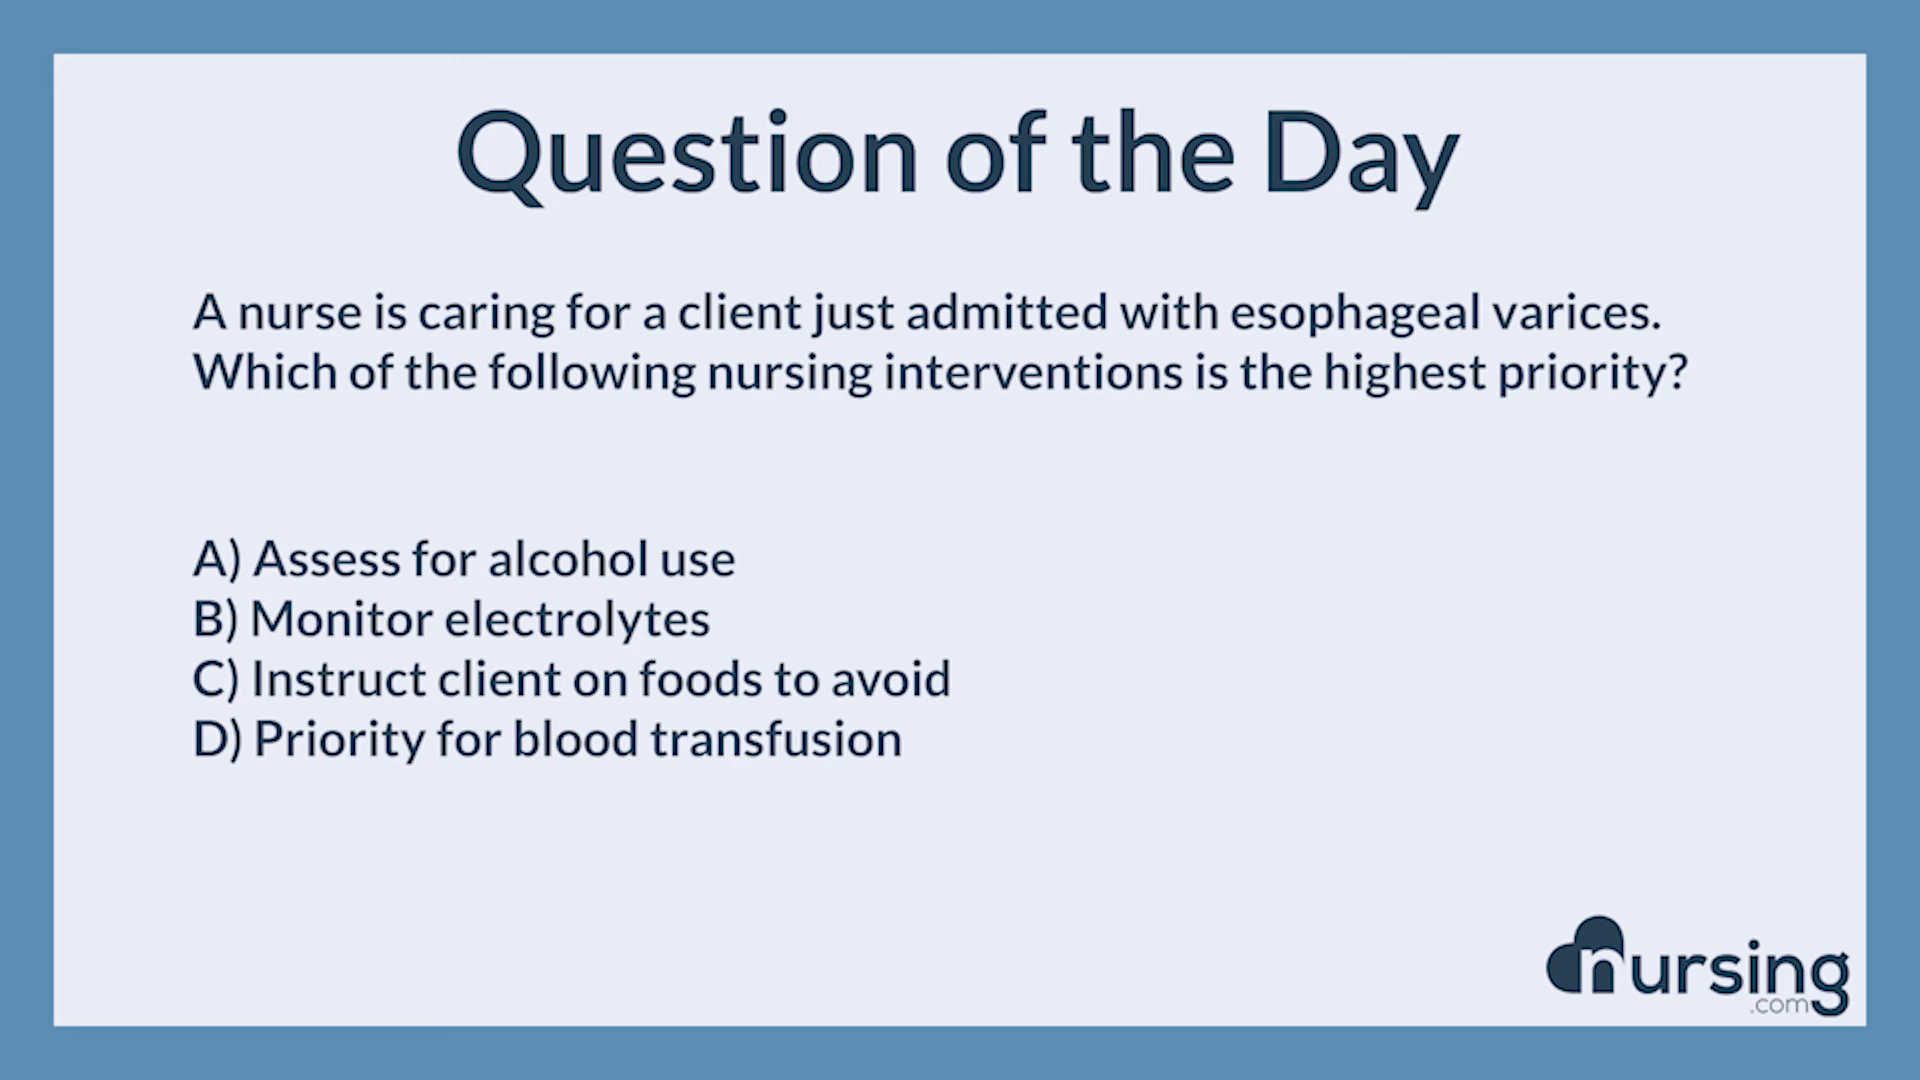 Question of the Day
A nurse is caring for a client just admitted with esophageal varices.
Which of the following nursing interventions is the highest priority?
A) Assess for alcohol use
B) Monitor electrolytes
C) Instruct client on foods to avoid
D) Priority for blood transfusion
nursing
.com